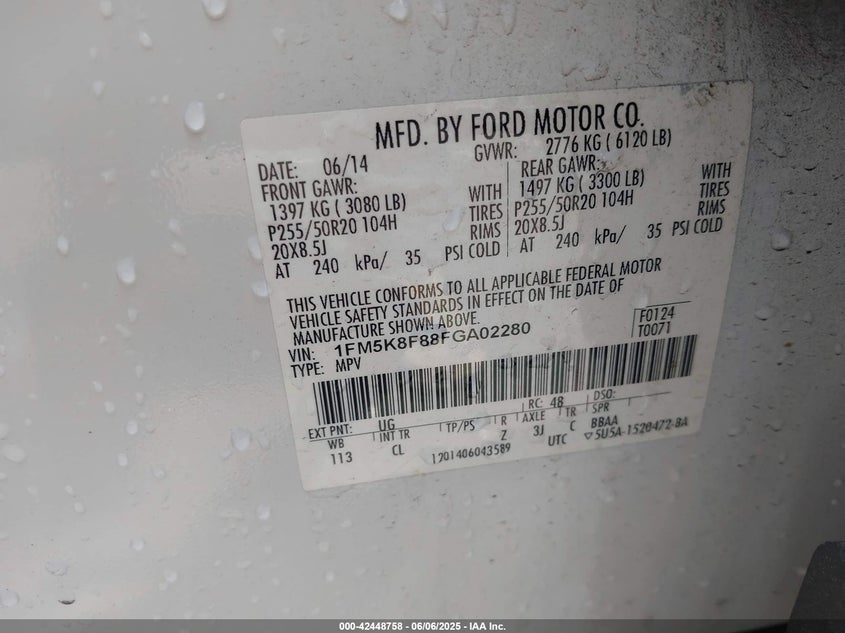 MFD. BY FORD MOTOR CO.
DATE: 06/14 GVWR: 2776 KG ( 6120 LB)
FRONT GAWR: REAR GAWR:
1397 KG ( 3080 LB) WITH 1497 KG ( 3300 LB) WITH
P255/50R20 104H TIRES P255/50R20 104H TIRES
20X8.5J RIMS 20X8.5J RIMS
AT 240 kPa/ 35 PSI COLD AT 240 kPa/ 35 PSI COLD
THIS VEHICLE CONFORMS TO ALL APPLICABLE FEDERAL MOTOR
VEHICLE SAFETY STANDARDS IN EFFECT ON THE DATE OF
MANUFACTURE SHOWN ABOVE.
VIN: 1FM5K8F88FGA02280 F0124
TYPE: MPV T0071
EXT PNT: UG RC: 48 DSO:
WB INT TR TP/PS R AXLE TR SPR
113 CL Z 3J C BBAA
1201406043589 UTC ▽5U5A-1520472-BA
000-42448758 - 06/06/2025 - IAA Inc.